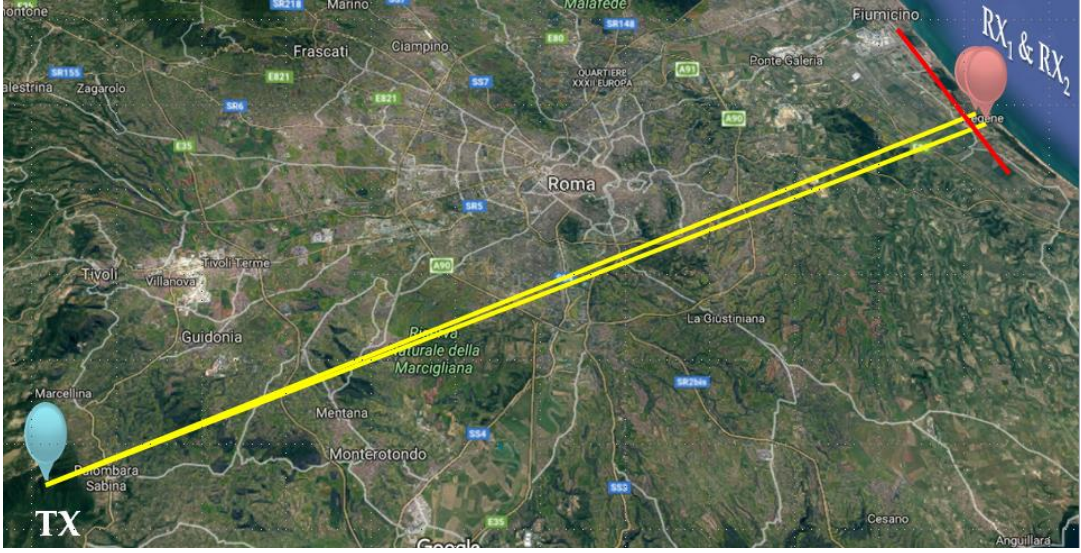 Marino
SR218
Malafede
Fiumicino
RX1 & RX2
SR148
E80
Frascati
Ciampino
Ponte Galeria
SR155
Zagarolo
E821
SS7
QUARTIERE
XXXII EUROPA
A91
SR6
E821
A90
E35
Roma
SR5
Tivoli
Tivoli Terme
Villanova
A90
Guidonia
La Giustiniana
Riserva
Naturale della
Marcigliana
Marcellina
SR2bis
Mentana
SS4
Monterotondo
Palombara
Sabina
SS3
TX
E35
Cesano
Google
Anguillara